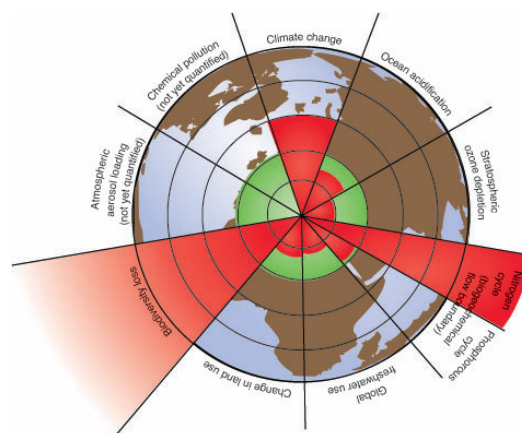 Climate change
Ocean acidification
Stratospheric
ozone depletion
Nitrogen
cycle
(biogeochemical
flow boundary)
Phosphorous
cycle
Global
freshwater use
Change in land use
Biodiversity loss
Atmospheric
aerosol loading
(not yet quantified)
Chemical pollution
(not yet quantified)